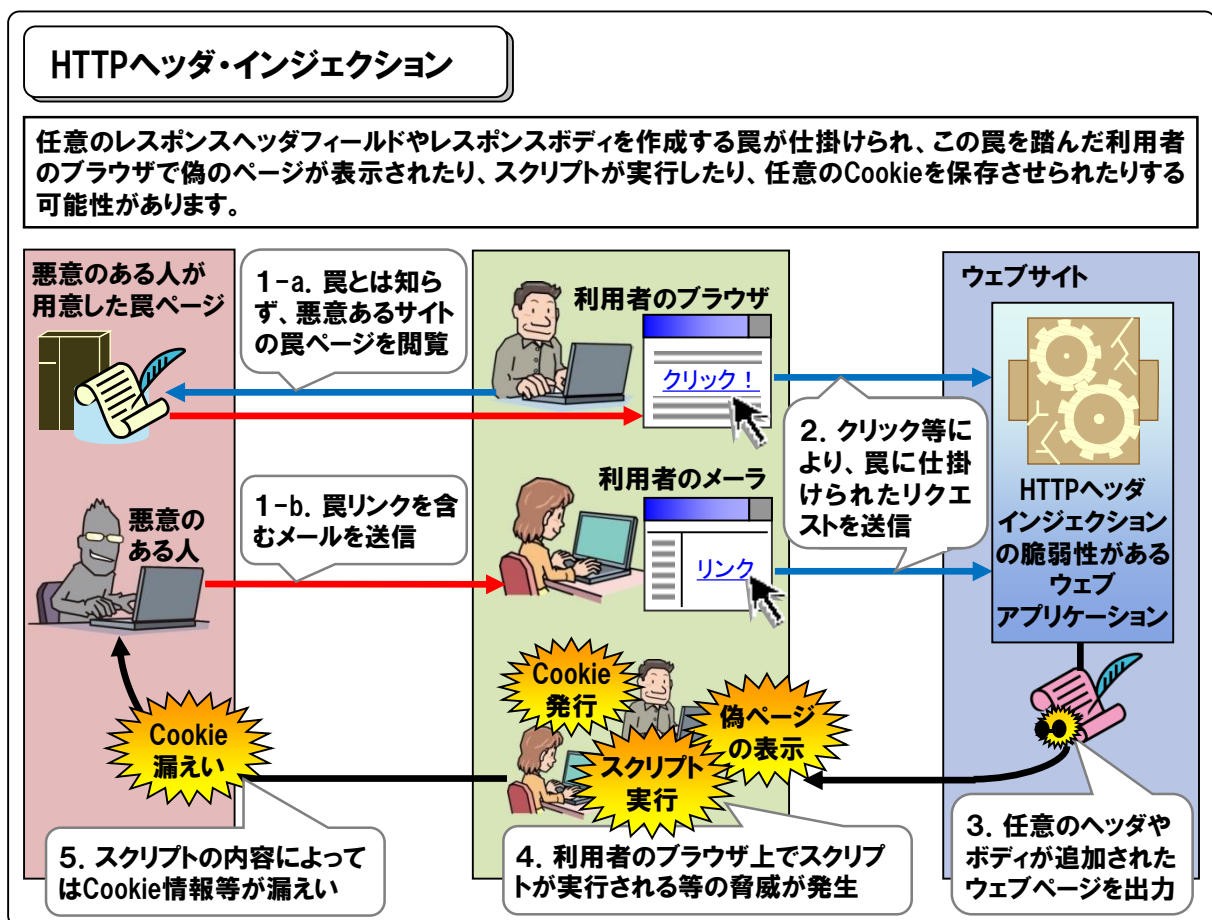 HTTPヘッダ・インジェクション
任意のレスポンスヘッダフィールドやレスポンスボディを作成する罠が仕掛けられ、この罠を踏んだ利用者
のブラウザで偽のページが表示されたり、スクリプトが実行したり、任意のCookieを保存させられたりする
可能性があります。
悪意のある人が
用意した罠ページ
1-a. 罠とは知ら
ず、悪意あるサイト
の罠ページを閲覧
利用者のブラウザ
クリック！
ウェブサイト
2. クリック等に
より、罠に仕掛
けられたリクエ
ストを送信
HTTPヘッダ
インジェクション
の脆弱性がある
ウェブ
アプリケーション
悪意の
ある人
1-b. 罠リンクを含
むメールを送信
利用者のメーラ
リンク
Cookie
発行
偽ページ
の表示
スクリプト
実行
Cookie
漏えい
3. 任意のヘッダや
ボディが追加された
ウェブページを出力
4. 利用者のブラウザ上でスクリプ
トが実行される等の脅威が発生
5. スクリプトの内容によって
はCookie情報等が漏えい